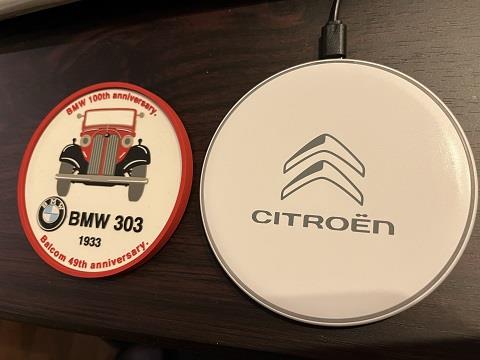 BMW 100th anniversary.
BMW 303
1933
Balcom 49th anniversary.
CITROËN